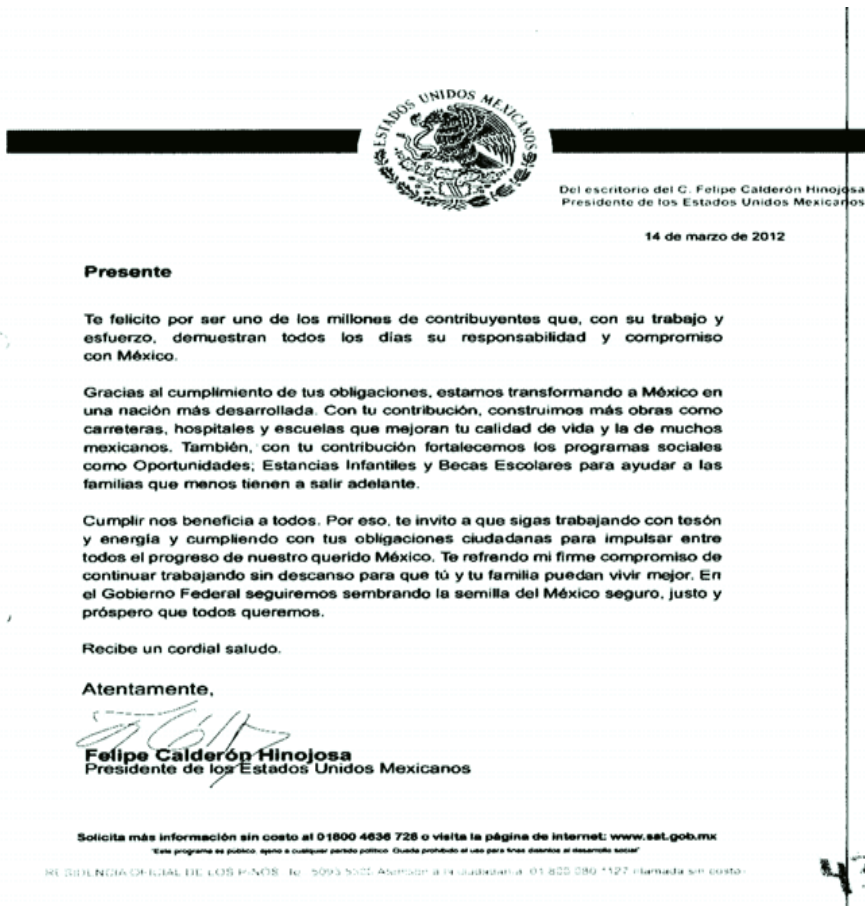 ESTADOS UNIDOS MEXICANOS
Del escritorio del C. Felipe Calderón Hinojosa
Presidente de los Estados Unidos Mexicanos
14 de marzo de 2012
Presente
Te felicito por ser uno de los millones de contribuyentes que, con su trabajo y
esfuerzo, demuestran todos los días su responsabilidad y compromiso
con México.
Gracias al cumplimiento de tus obligaciones, estamos transformando a México en
una nación más desarrollada. Con tu contribución, construimos más obras como
carreteras, hospitales y escuelas que mejoran tu calidad de vida y la de muchos
mexicanos. También, con tu contribución fortalecemos los programas sociales
como Oportunidades; Estancias Infantiles y Becas Escolares para ayudar a las
familias que menos tienen a salir adelante.
Cumplir nos beneficia a todos. Por eso, te invito a que sigas trabajando con tesón
y energía y cumpliendo con tus obligaciones ciudadanas para impulsar entre
todos el progreso de nuestro querido México. Te refrendo mi firme compromiso de
continuar trabajando sin descanso para que tú y tu familia puedan vivir mejor. En
el Gobierno Federal seguiremos sembrando la semilla del México seguro, justo y
próspero que todos queremos.
Recibe un cordial saludo.
Atentamente,
Felipe Calderón Hinojosa
Presidente de los Estados Unidos Mexicanos
Solicita más información sin costo al 01800 4636 728 o visita la página de internet: www.sat.gob.mx
"Este programa es público, ajeno a cualquier partido político. Queda prohibido el uso para fines distintos al desarrollo social"
RESIDENCIA OFICIAL DE LOS PINOS Atención a la ciudadanía 01 800 080 1127 llamada sin costo
4